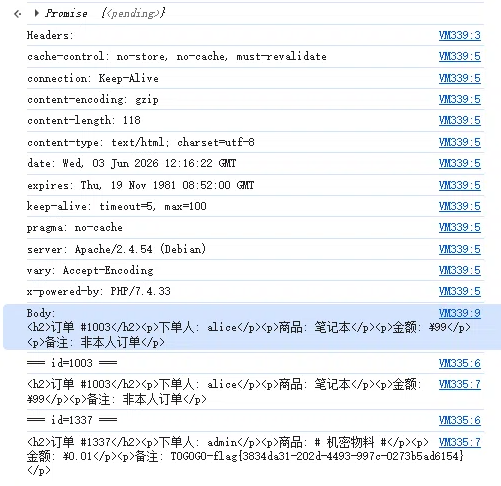 Promise {<pending>}
Headers: VM339:3
cache-control: no-store, no-cache, must-revalidate VM339:5
connection: Keep-Alive VM339:5
content-encoding: gzip VM339:5
content-length: 118 VM339:5
content-type: text/html; charset=utf-8 VM339:5
date: Wed, 03 Jun 2026 12:16:22 GMT VM339:5
expires: Thu, 19 Nov 1981 08:52:00 GMT VM339:5
keep-alive: timeout=5, max=100 VM339:5
pragma: no-cache VM339:5
server: Apache/2.4.54 (Debian) VM339:5
vary: Accept-Encoding VM339:5
x-powered-by: PHP/7.4.33 VM339:5
Body: VM339:9
<h2>订单 #1003</h2><p>下单人: alice</p><p>商品: 笔记本</p><p>金额: ¥99</p>
<p>备注: 非本人订单</p>
=== id=1003 === VM335:6
<h2>订单 #1003</h2><p>下单人: alice</p><p>商品: 笔记本</p><p>金额: VM335:7
¥99</p><p>备注: 非本人订单</p>
=== id=1337 === VM335:6
<h2>订单 #1337</h2><p>下单人: admin</p><p>商品: # 机密物料 #</p><p> VM335:7
金额: ¥0.01</p><p>备注: TOGOGO-flag{3834da31-202d-4493-997c-0273b5ad6154}
</p>